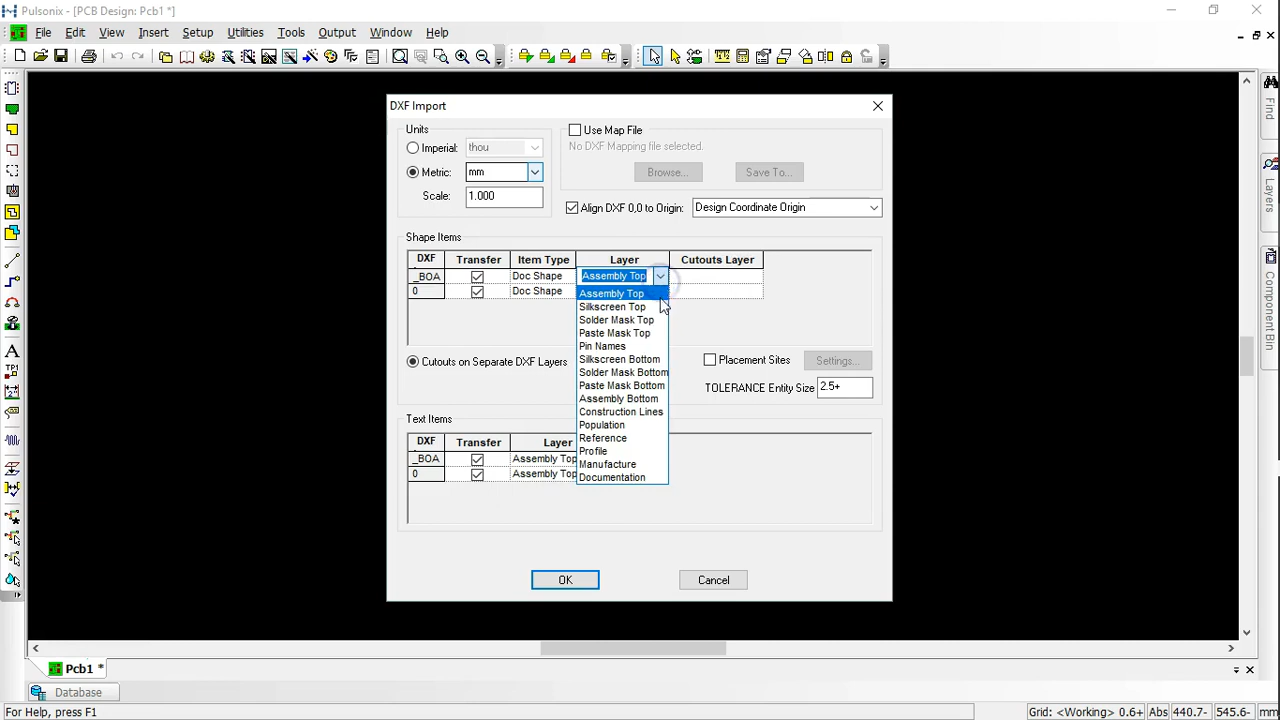 Pulsonix - [PCB Design: Pcb1 *]
File Edit View Insert Setup Utilities Tools Output Window Help
DXF Import
Units
Imperial: thou
Metric: mm
Scale: 1.000
Use Map File
No DXF Mapping file selected.
Browse... Save To...
Align DXF 0,0 to Origin: Design Coordinate Origin
Shape Items
DXF Transfer Item Type Layer Cutouts Layer
_BOA Doc Shape Assembly Top
0 Doc Shape
Assembly Top
Silkscreen Top
Solder Mask Top
Paste Mask Top
Pin Names
Silkscreen Bottom
Solder Mask Bottom
Paste Mask Bottom
Assembly Bottom
Construction Lines
Population
Reference
Profile
Manufacture
Documentation
Cutouts on Separate DXF Layers
Placement Sites Settings...
TOLERANCE Entity Size 2.5+
Text Items
DXF Transfer Layer
_BOA Assembly Top
0 Assembly Top
OK Cancel
Find
Layers
Component Bin
Pcb1 *
Database
For Help, press F1 Grid: <Working> 0.6+ Abs 440.7- 545.6- mm